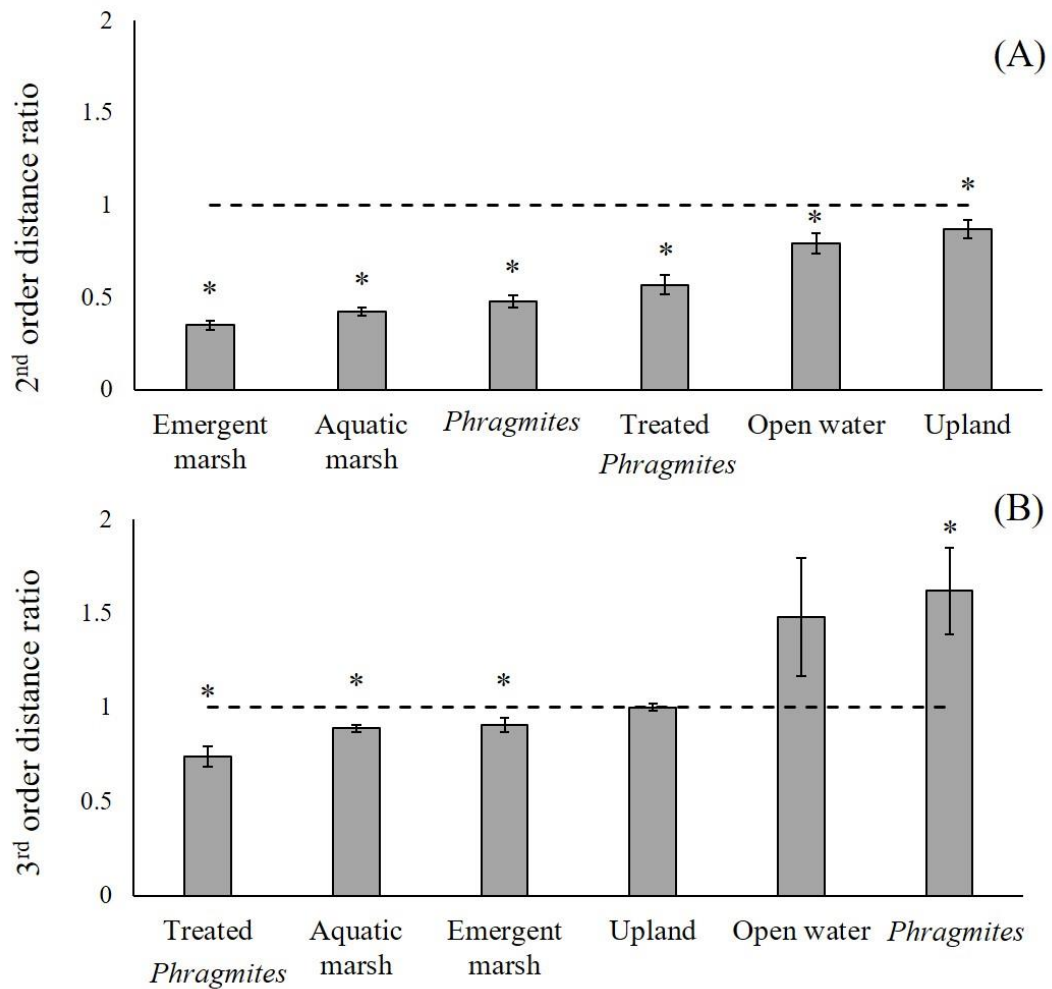 (A)
2nd order distance ratio
2
1.5
1
0.5
0
* * * * * *
Emergent marsh
Aquatic marsh
Phragmites
Treated Phragmites
Open water
Upland
(B)
3rd order distance ratio
2
1.5
1
0.5
0
* * * *
Treated Phragmites
Aquatic marsh
Emergent marsh
Upland
Open water
Phragmites